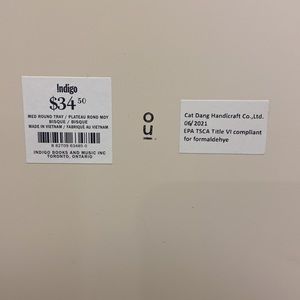 Indigo
$34.50
MED ROUND TRAY / PLATEAU ROND MOY
BISQUE / BISQUE
MADE IN VIETNAM / FABRIQUÉ AU VIETNAM
INDIGO BOOKS AND MUSIC INC
TORONTO, ONTARIO
Cat Dang Handicraft Co.,Ltd.
06/2021
EPA TSCA Title VI compliant
for formaldehye